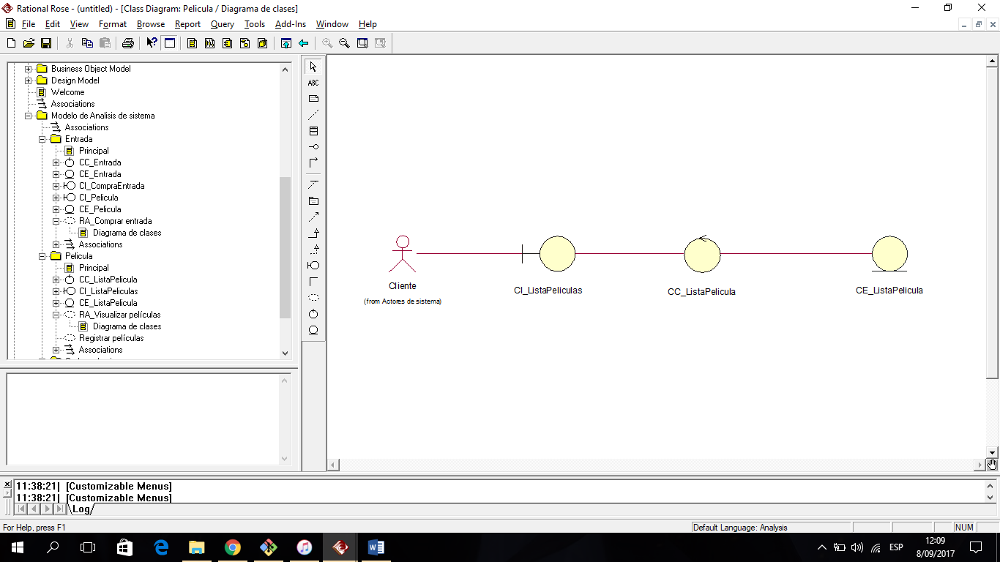 Rational Rose - (untitled) - [Class Diagram: Pelicula / Diagrama de clases]
File Edit View Format Browse Report Query Tools Add-Ins Window Help
Business Object Model
Design Model
Welcome
Associations
Modelo de Analisis de sistema
Associations
Entrada
Principal
CC_Entrada
CE_Entrada
CI_CompraEntrada
CI_Pelicula
CE_Pelicula
RA_Comprar entrada
Diagrama de clases
Associations
Pelicula
Principal
CC_ListaPelicula
CI_ListaPeliculas
CE_ListaPelicula
RA_Visualizar películas
Diagrama de clases
Registrar películas
Associations
ABC
Cliente
(from Actores de sistema)
CI_ListaPeliculas
CC_ListaPelicula
CE_ListaPelicula
11:38:21| [Customizable Menus]
11:38:21| [Customizable Menus]
Log
For Help, press F1
Default Language: Analysis
NUM
ESP
12:09
8/09/2017